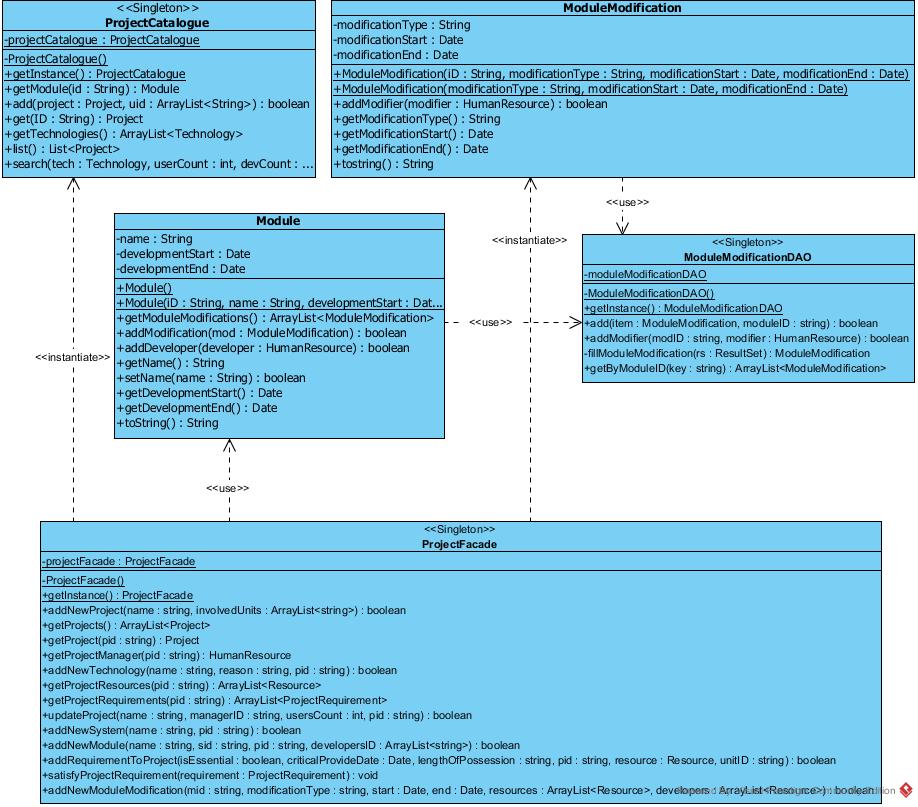 <<Singleton>>
ProjectCatalogue
-projectCatalogue : ProjectCatalogue
-ProjectCatalogue()
+getInstance() : ProjectCatalogue
+getModule(id : String) : Module
+add(project : Project, uid : ArrayList<String>) : boolean
+get(ID : String) : Project
+getTechnologies() : ArrayList<Technology>
+list() : List<Project>
+search(tech : Technology, userCount : int, devCount : ...
ModuleModification
-modificationType : String
-modificationStart : Date
-modificationEnd : Date
+ModuleModification(iD : String, modificationType : String, modificationStart : Date, modificationEnd : Date)
+ModuleModification(modificationType : String, modificationStart : Date, modificationEnd : Date)
+addModifier(modifier : HumanResource) : boolean
+getModificationType() : String
+getModificationStart() : Date
+getModificationEnd() : Date
+tostring() : String
<<use>>
<<instantiate>>
Module
-name : String
-developmentStart : Date
-developmentEnd : Date
+Module()
+Module(iD : String, name : String, developmentStart : Dat...
+getModuleModifications() : ArrayList<ModuleModification>
+addModification(mod : ModuleModification) : boolean
+addDeveloper(developer : HumanResource) : boolean
+getName() : String
+setName(name : String) : boolean
+getDevelopmentStart() : Date
+getDevelopmentEnd() : Date
+toString() : String
<<use>>
<<Singleton>>
ModuleModificationDAO
-moduleModificationDAO
-ModuleModificationDAO()
+getInstance() : ModuleModificationDAO
+add(item : ModuleModification, moduleID : string) : boolean
+addModifier(modID : string, modifier : HumanResource) : boolean
-fillModuleModification(rs : ResultSet) : ModuleModification
+getByModuleID(key : string) : ArrayList<ModuleModification>
<<instantiate>>
<<use>>
<<Singleton>>
ProjectFacade
-projectFacade : ProjectFacade
-ProjectFacade()
+getInstance() : ProjectFacade
+addNewProject(name : string, involvedUnits : ArrayList<string>) : boolean
+getProjects() : ArrayList<Project>
+getProject(pid : string) : Project
+getProjectManager(pid : string) : HumanResource
+addNewTechnology(name : string, reason : string, pid : string) : boolean
+getProjectResources(pid : string) : ArrayList<Resource>
+getProjectRequirements(pid : string) : ArrayList<ProjectRequirement>
+updateProject(name : string, managerID : string, usersCount : int, pid : string) : boolean
+addNewSystem(name : string, pid : string) : boolean
+addNewModule(name : string, sid : string, pid : string, developersID : ArrayList<string>) : boolean
+addRequirementToProject(isEssential : boolean, criticalProvideDate : Date, lengthOfPossession : string, pid : string, resource : Resource, unitID : string) : boolean
+satisfyProjectRequirement(requirement : ProjectRequirement) : void
+addNewModuleModification(mid : string, modificationType : string, start : Date, end : Date, resources : ArrayList<Resource>, developers : ArrayList<Resource>) : boolean